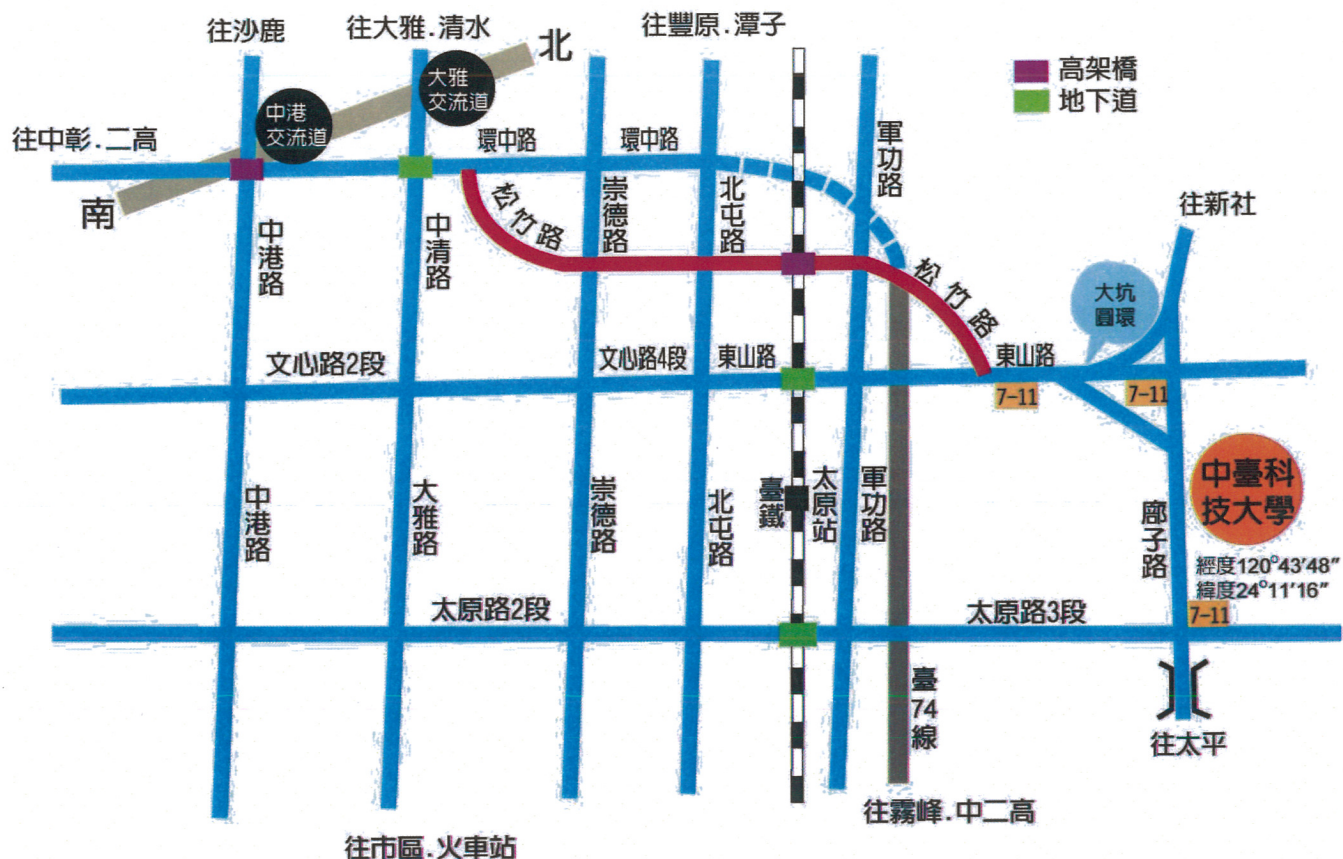 往沙鹿
往大雅.清水
北
往豐原.潭子
高架橋
地下道
大雅
交流道
中港
交流道
往中彰.二高
環中路
環中路
軍功路
南
松竹路
崇德路
北屯路
往新社
中港路
中清路
松竹路
大坑
圓環
文心路2段
文心路4段
東山路
東山路
7-11
7-11
中臺科
技大學
中港路
大雅路
崇德路
北屯路
臺鐵
太原站
軍功路
廍子路
經度120°43'48"
緯度24°11'16"
太原路2段
太原路3段
7-11
臺74線
往太平
往霧峰.中二高
往市區.火車站